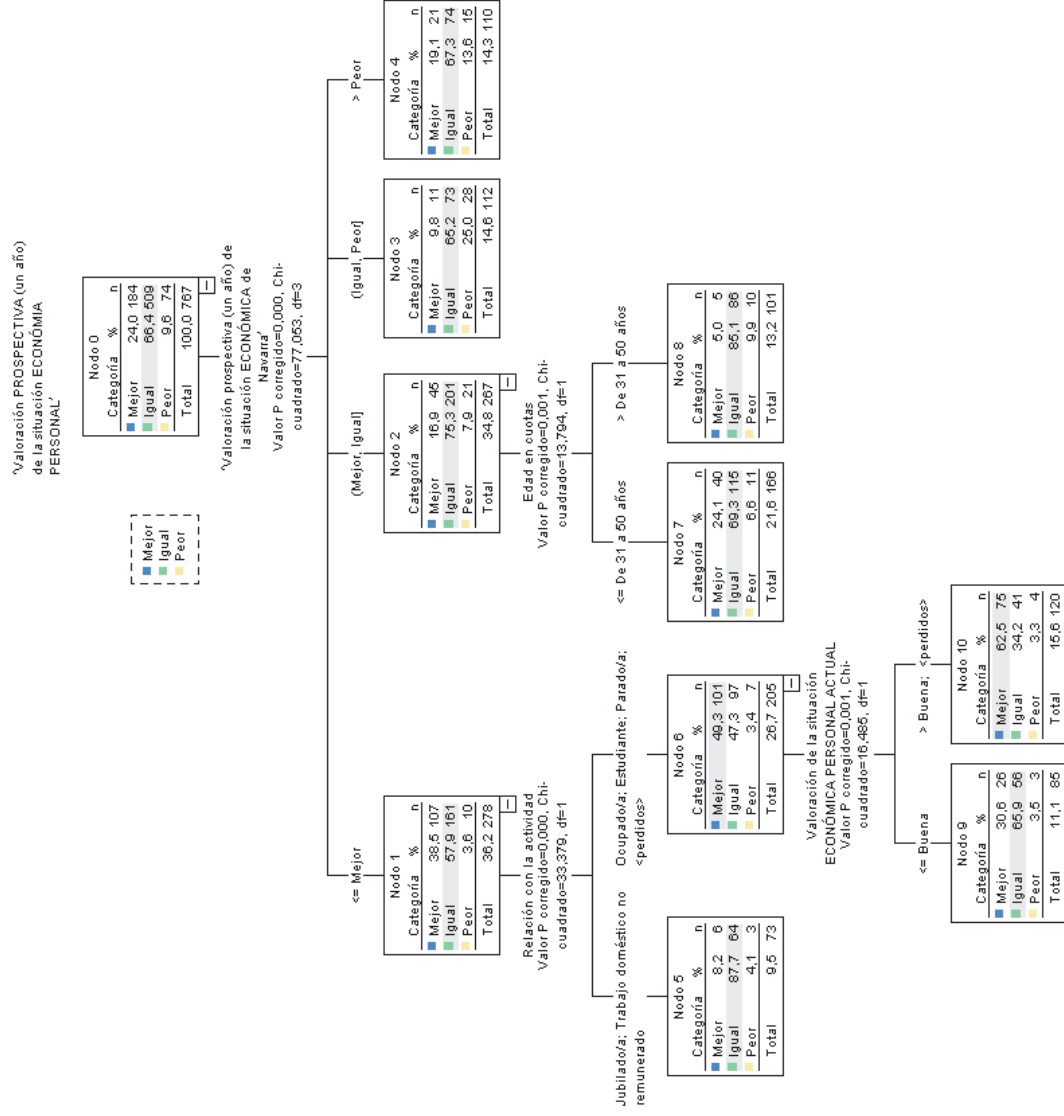 'Valoración PROSPECTIVA (un año)
de la situación ECONÓMIA
PERSONAL'
Mejor
Igual
Peor
Nodo 0
Categoría % n
Mejor 24,0 184
Igual 66,4 509
Peor 9,6 74
Total 100,0 767
'Valoración prospectiva (un año) de
la situación ECONÓMICA de
Navarra'
Valor P corregido=0,000, Chi-
cuadrado=77,053, df=3
<= Mejor
Nodo 1
Categoría % n
Mejor 38,5 107
Igual 57,9 161
Peor 3,6 10
Total 36,2 278
(Mejor, Igual]
Nodo 2
Categoría % n
Mejor 16,9 45
Igual 75,3 201
Peor 7,9 21
Total 34,8 267
(Igual, Peor]
Nodo 3
Categoría % n
Mejor 9,8 11
Igual 65,2 73
Peor 25,0 28
Total 14,6 112
> Peor
Nodo 4
Categoría % n
Mejor 19,1 21
Igual 67,3 74
Peor 13,6 15
Total 14,3 110
Relación con la actividad
Valor P corregido=0,000, Chi-
cuadrado=33,379, df=1
Edad en cuotas
Valor P corregido=0,001, Chi-
cuadrado=13,794, df=1
Jubilado/a; Trabajo doméstico no
remunerado
Nodo 5
Categoría % n
Mejor 8,2 6
Igual 87,7 64
Peor 4,1 3
Total 9,5 73
Ocupado/a; Estudiante; Parado/a;
<perdidos>
Nodo 6
Categoría % n
Mejor 49,3 101
Igual 47,3 97
Peor 3,4 7
Total 26,7 205
<= De 31 a 50 años
Nodo 7
Categoría % n
Mejor 24,1 40
Igual 69,3 115
Peor 6,6 11
Total 21,6 166
> De 31 a 50 años
Nodo 8
Categoría % n
Mejor 5,0 5
Igual 85,1 86
Peor 9,9 10
Total 13,2 101
Valoración de la situación
ECONÓMICA PERSONAL ACTUAL
Valor P corregido=0,001, Chi-
cuadrado=16,485, df=1
<= Buena
Nodo 9
Categoría % n
Mejor 30,6 26
Igual 65,9 56
Peor 3,5 3
Total 11,1 85
> Buena; <perdidos>
Nodo 10
Categoría % n
Mejor 62,5 75
Igual 34,2 41
Peor 3,3 4
Total 15,6 120